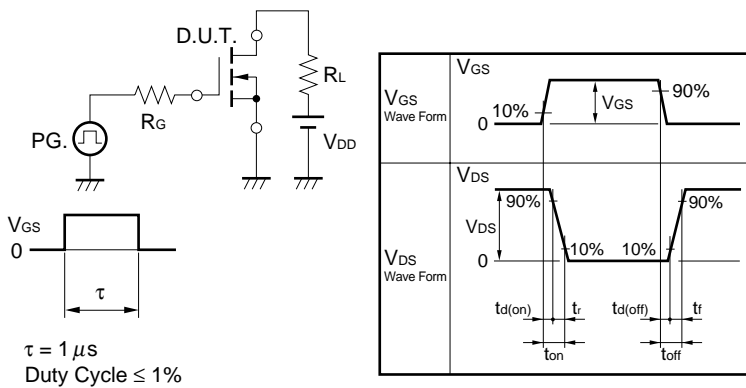 D.U.T.
RL
RG
PG.
VDD
VGS
0
τ
τ = 1 μs
Duty Cycle ≤ 1%
VGS
Wave Form
VGS
10%
VGS
90%
0
VDS
Wave Form
VDS
90%
VDS
10%
10%
90%
0
td(on)
tr
td(off)
tf
ton
toff